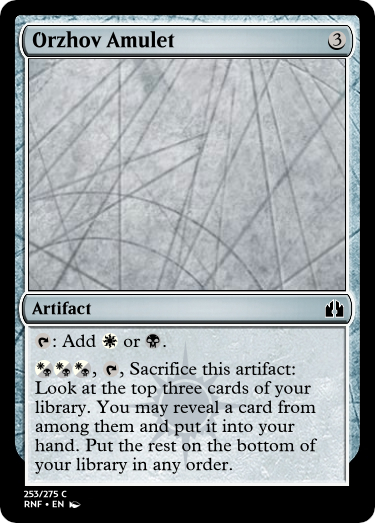 Orzhov Amulet 3
Artifact
: Add or .
, , Sacrifice this artifact:
Look at the top three cards of your
library. You may reveal a card from
among them and put it into your
hand. Put the rest on the bottom of
your library in any order.
253/275 C
RNF • EN